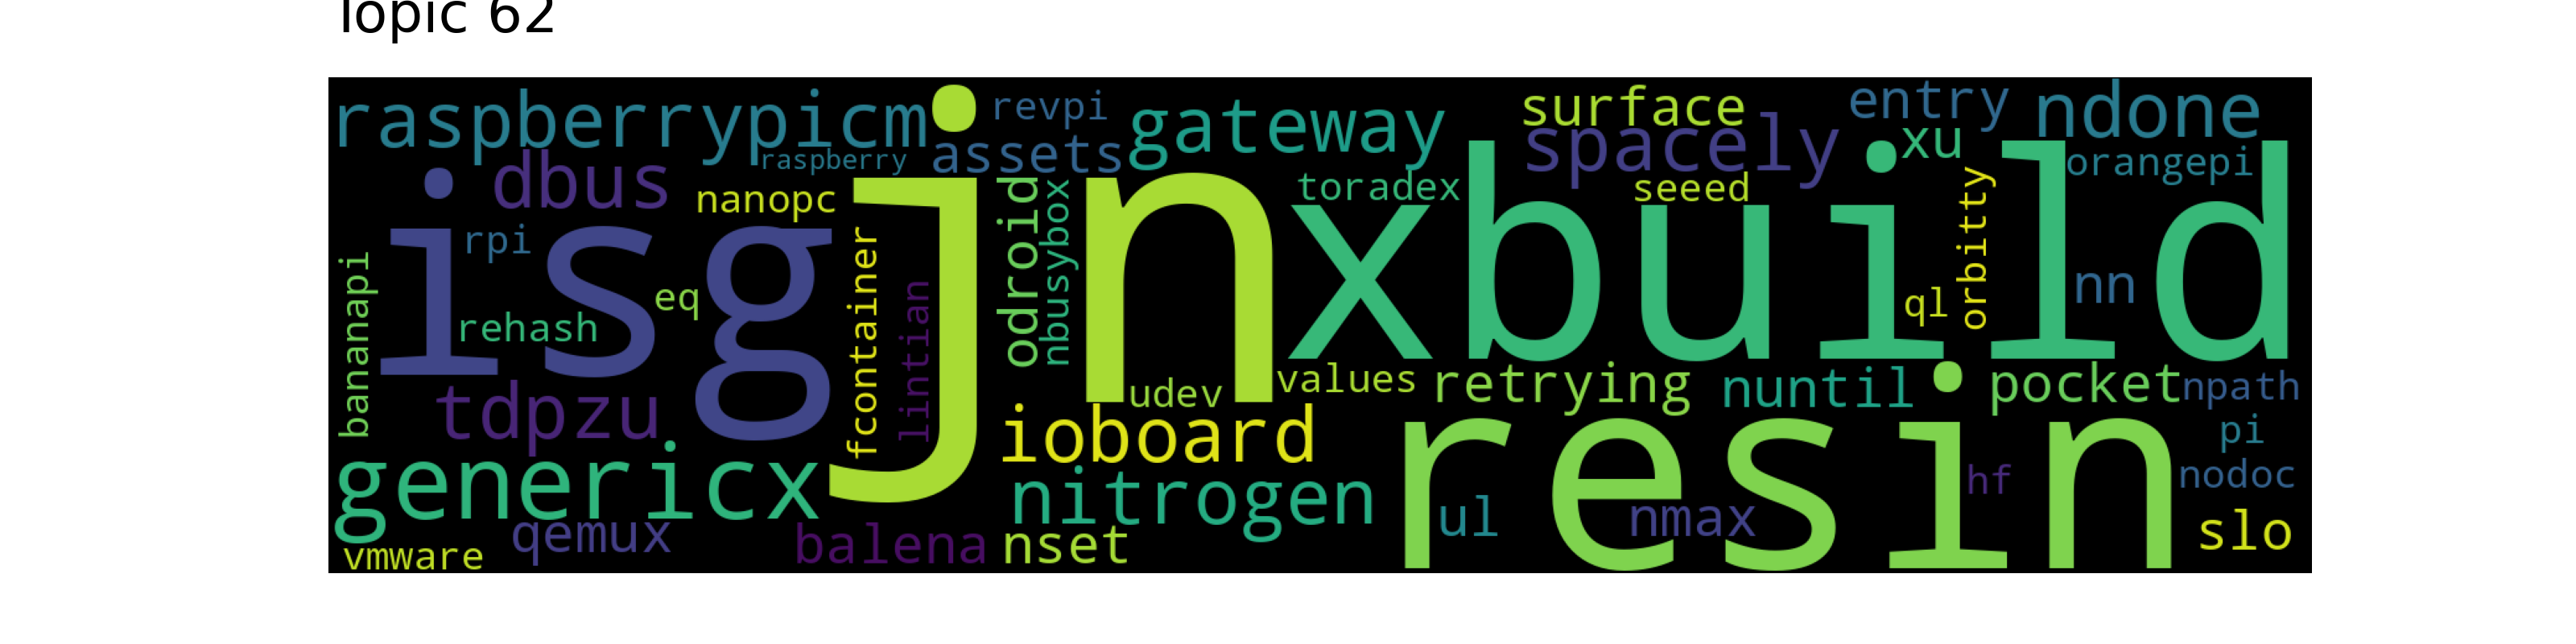 Topic 62
raspberrypicm
revpi
gateway
surface
entry
ndone
raspberry
assets
spacely
xu
orangepi
dbus
nanopc
toradex
seeed
isg
jn
xbuild
rpi
odroid
nbusybox
orbitty
bananapi
rehash
eq
fcontainer
lintian
ql
nn
udev
values
retrying
nuntil
pocket
npath
tdpzu
ioboard
resin
pi
genericx
nitrogen
ul
nmax
hf
nodoc
vmware
qemux
balena
nset
slo